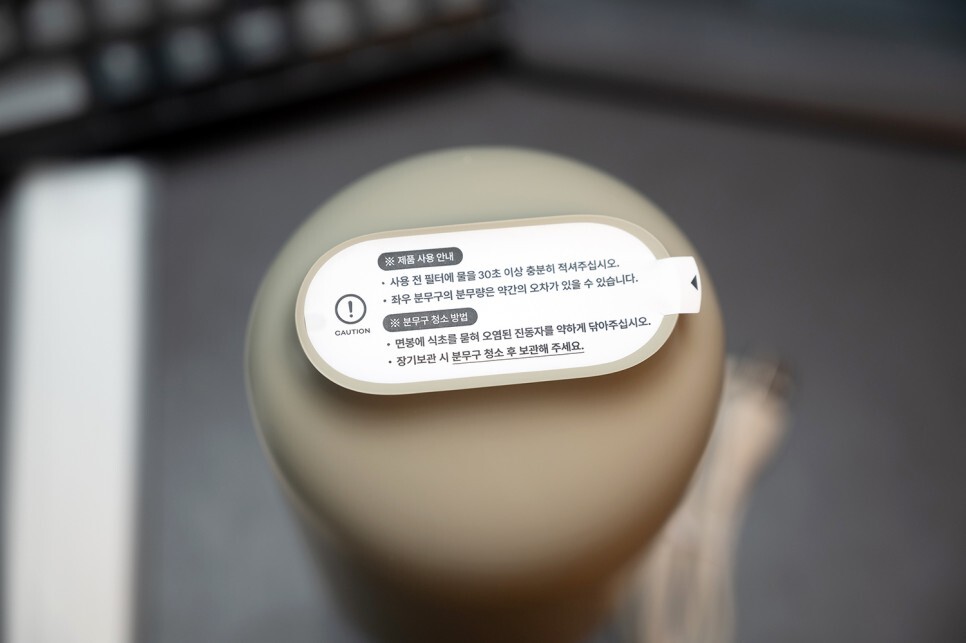 ※ 제품 사용 안내
• 사용 전 필터에 물을 30초 이상 충분히 적셔주십시오.
• 좌우 분무구의 분무량은 약간의 오차가 있을 수 있습니다.
CAUTION
※ 분무구 청소 방법
• 면봉에 식초를 묻혀 오염된 진동자를 약하게 닦아주십시오.
• 장기보관 시 분무구 청소 후 보관해 주세요.